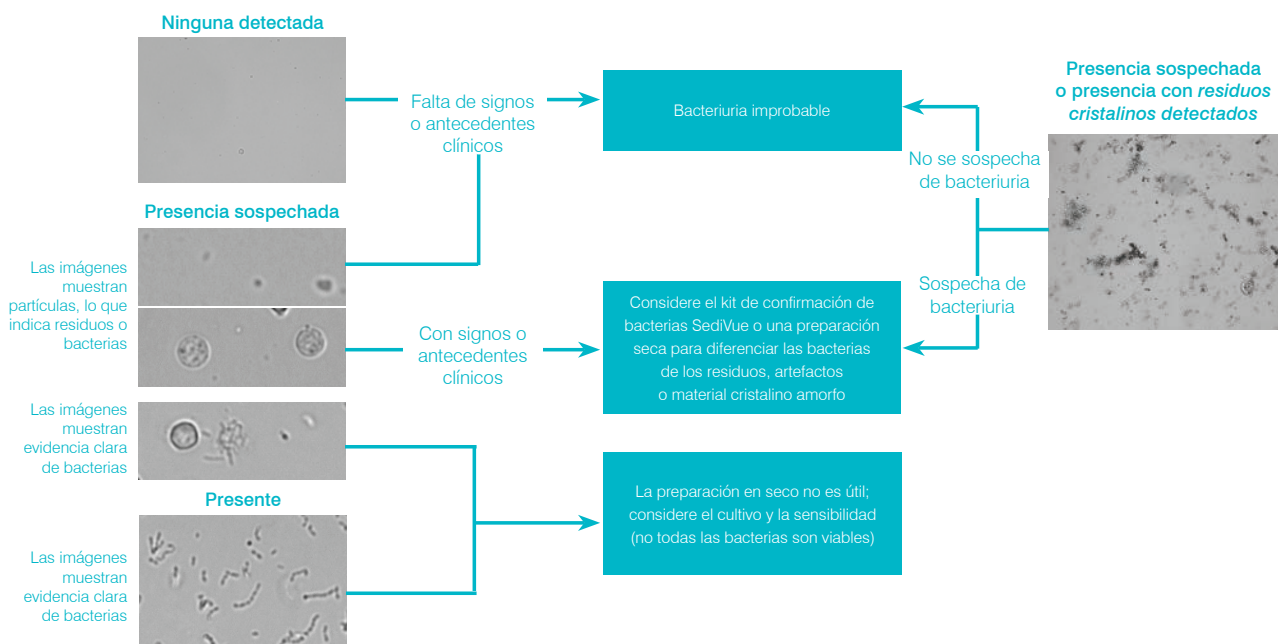 Ninguna detectada
Falta de signos
o antecedentes
clínicos
Bacteriuria improbable
Presencia sospechada
o presencia con residuos
cristalinos detectados
No se sospecha
de bacteriuria
Presencia sospechada
Las imágenes
muestran
partículas, lo que
indica residuos o
bacterias
Con signos o
antecedentes
clínicos
Considere el kit de confirmación de
bacterias SediVue o una preparación
seca para diferenciar las bacterias
de los residuos, artefactos
o material cristalino amorfo
Sospecha de
bacteriuria
Las imágenes
muestran
evidencia clara
de bacterias
La preparación en seco no es útil;
considere el cultivo y la sensibilidad
(no todas las bacterias son viables)
Presente
Las imágenes
muestran
evidencia clara
de bacterias